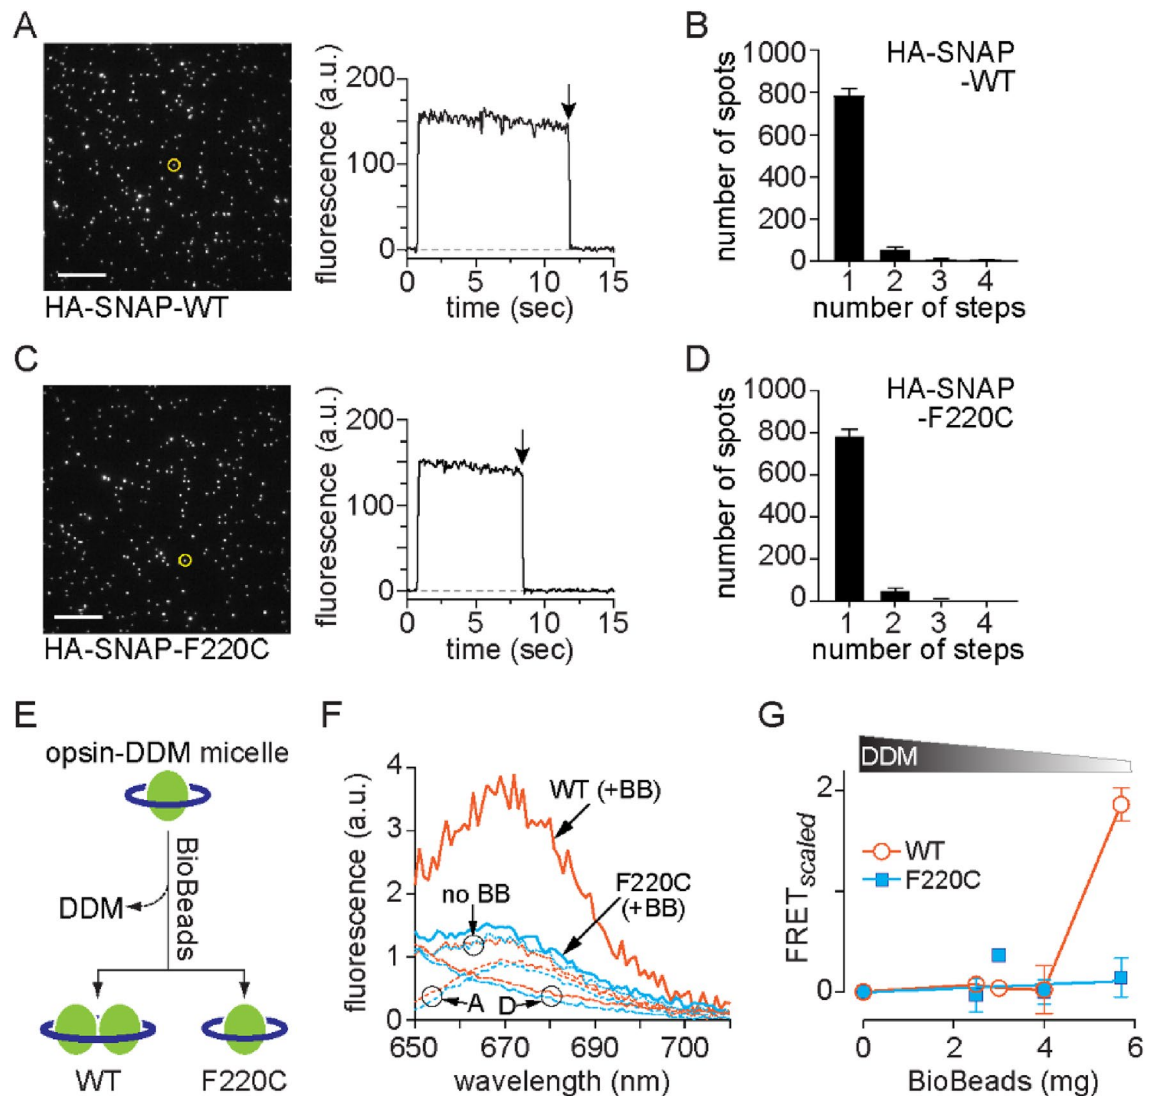 A
fluorescence (a.u.)
200
100
0
0
5
10
15
time (sec)
HA-SNAP-WT
B
number of spots
1000
800
600
400
200
0
HA-SNAP
-WT
1
2
3
4
number of steps
C
fluorescence (a.u.)
200
100
0
0
5
10
15
time (sec)
HA-SNAP-F220C
D
number of spots
1000
800
600
400
200
0
HA-SNAP
-F220C
1
2
3
4
number of steps
E
opsin-DDM micelle
BioBeads
DDM
WT
F220C
F
fluorescence (a.u.)
4
3
2
1
0
WT (+BB)
no BB
F220C
(+BB)
A
D
650
670
690
700
wavelength (nm)
G
DDM
FRETscaled
2
0
WT
F220C
0
2
4
6
BioBeads (mg)